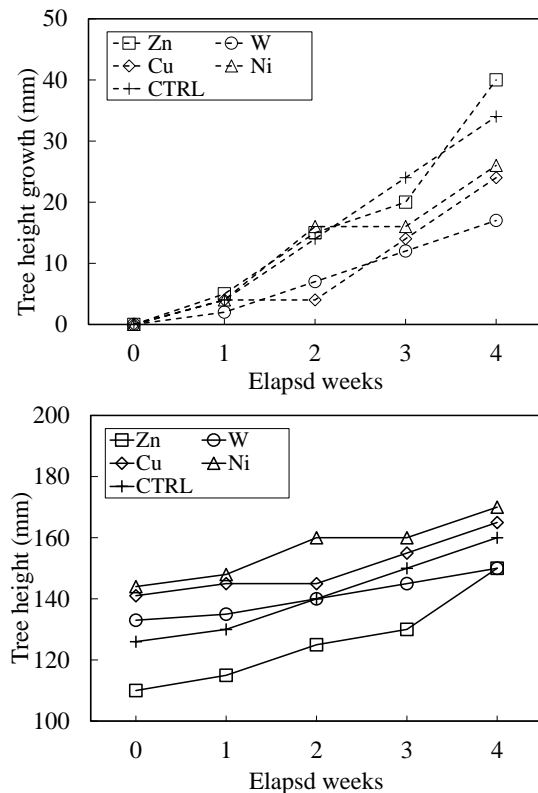 50
40
30
20
10
0
Tree height growth (mm)
Zn W
Cu Ni
CTRL
0 1 2 3 4
Elapsd weeks
200
180
160
140
120
100
Tree height (mm)
Zn W
Cu Ni
CTRL
0 1 2 3 4
Elapsd weeks